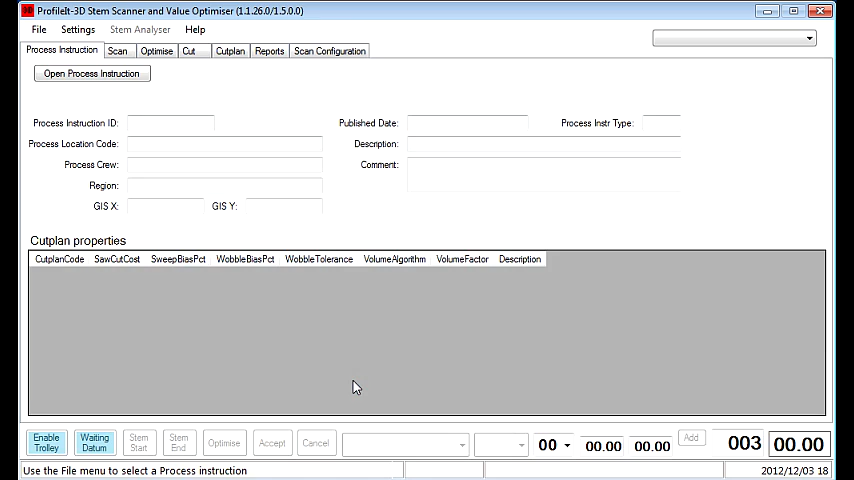 ProfileIt-3D Stem Scanner and Value Optimiser (1.1.26.0/1.5.0.0)
File Settings Stem Analyser Help
Process Instruction Scan Optimise Cut Cutplan Reports Scan Configuration
Open Process Instruction
Process Instruction ID: Published Date: Process Instr Type:
Process Location Code: Description:
Process Crew: Comment:
Region:
GIS X: GIS Y:
Cutplan properties
CutplanCode SawCutCost SweepBiasPct WobbleBiasPct WobbleTolerance VolumeAlgorithm VolumeFactor Description
Enable Trolley Waiting Datum Stem Start Stem End Optimise Accept Cancel 00 00.00 00.00 Add 003 00.00
Use the File menu to select a Process instruction 2012/12/03 18